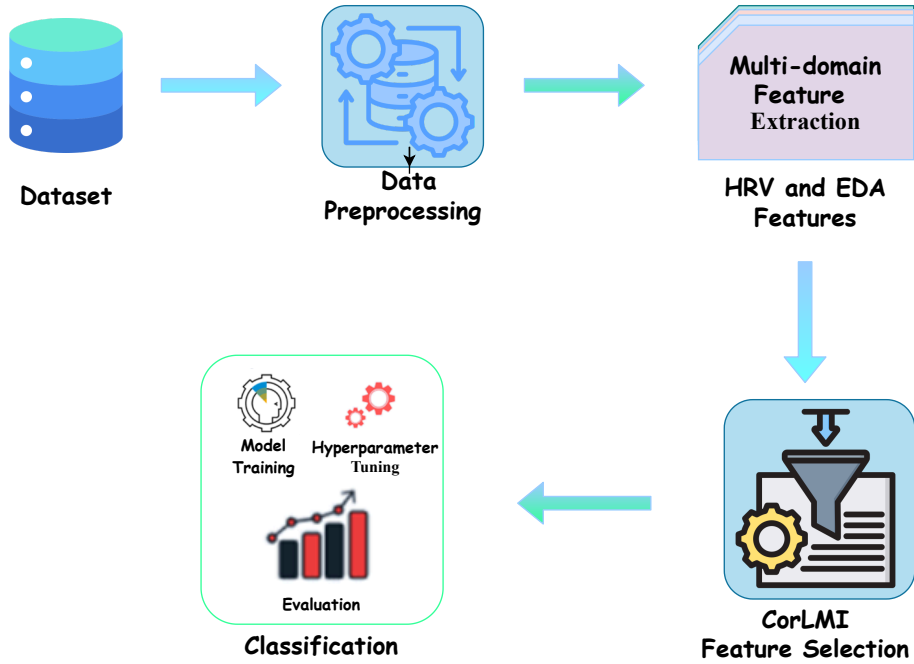 Multi-domain
Feature
Extraction
Dataset
Data
Preprocessing
HRV and EDA
Features
Model
Training
Hyperparameter
Tuning
Evaluation
Classification
CorLMI
Feature Selection